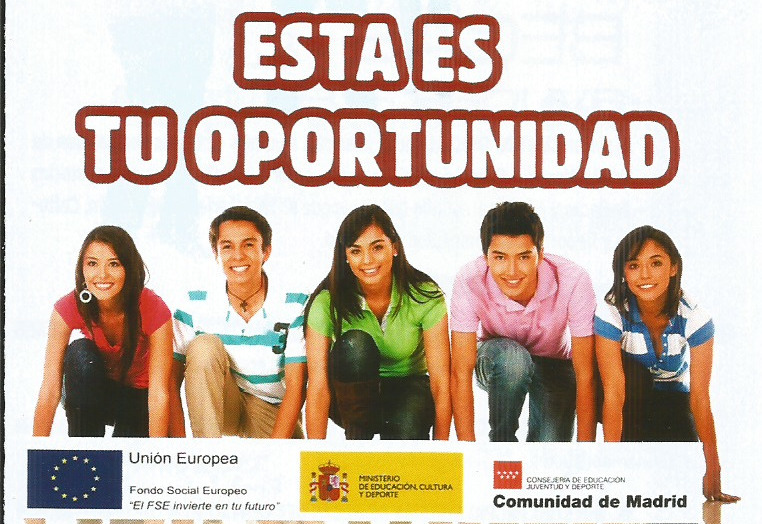 ESTA ES
TU OPORTUNIDAD
Unión Europea
Fondo Social Europeo
"El FSE invierte en tu futuro"
MINISTERIO
DE EDUCACIÓN, CULTURA
Y DEPORTE
CONSEJERÍA DE EDUCACIÓN
JUVENTUD Y DEPORTE
Comunidad de Madrid